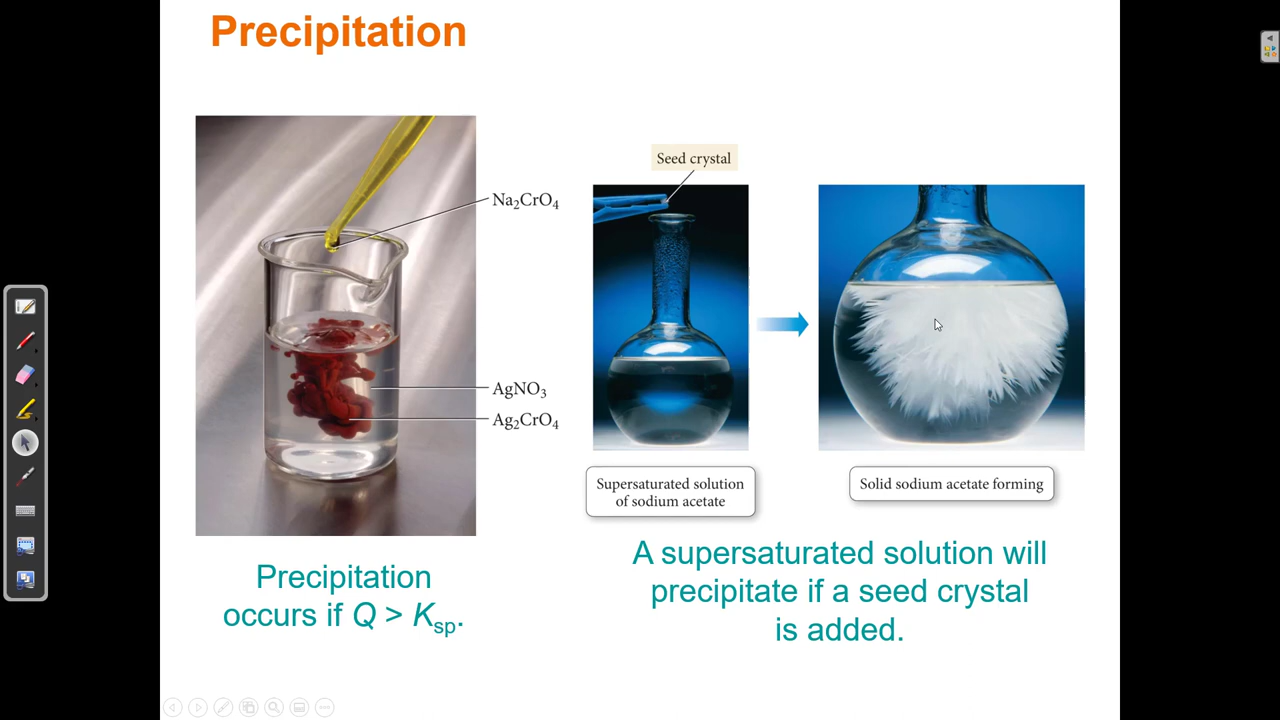 Precipitation
Na₂CrO₄
AgNO₃
Ag₂CrO₄
Precipitation
occurs if Q > Kₛₚ.
Seed crystal
Supersaturated solution
of sodium acetate
Solid sodium acetate forming
A supersaturated solution will
precipitate if a seed crystal
is added.